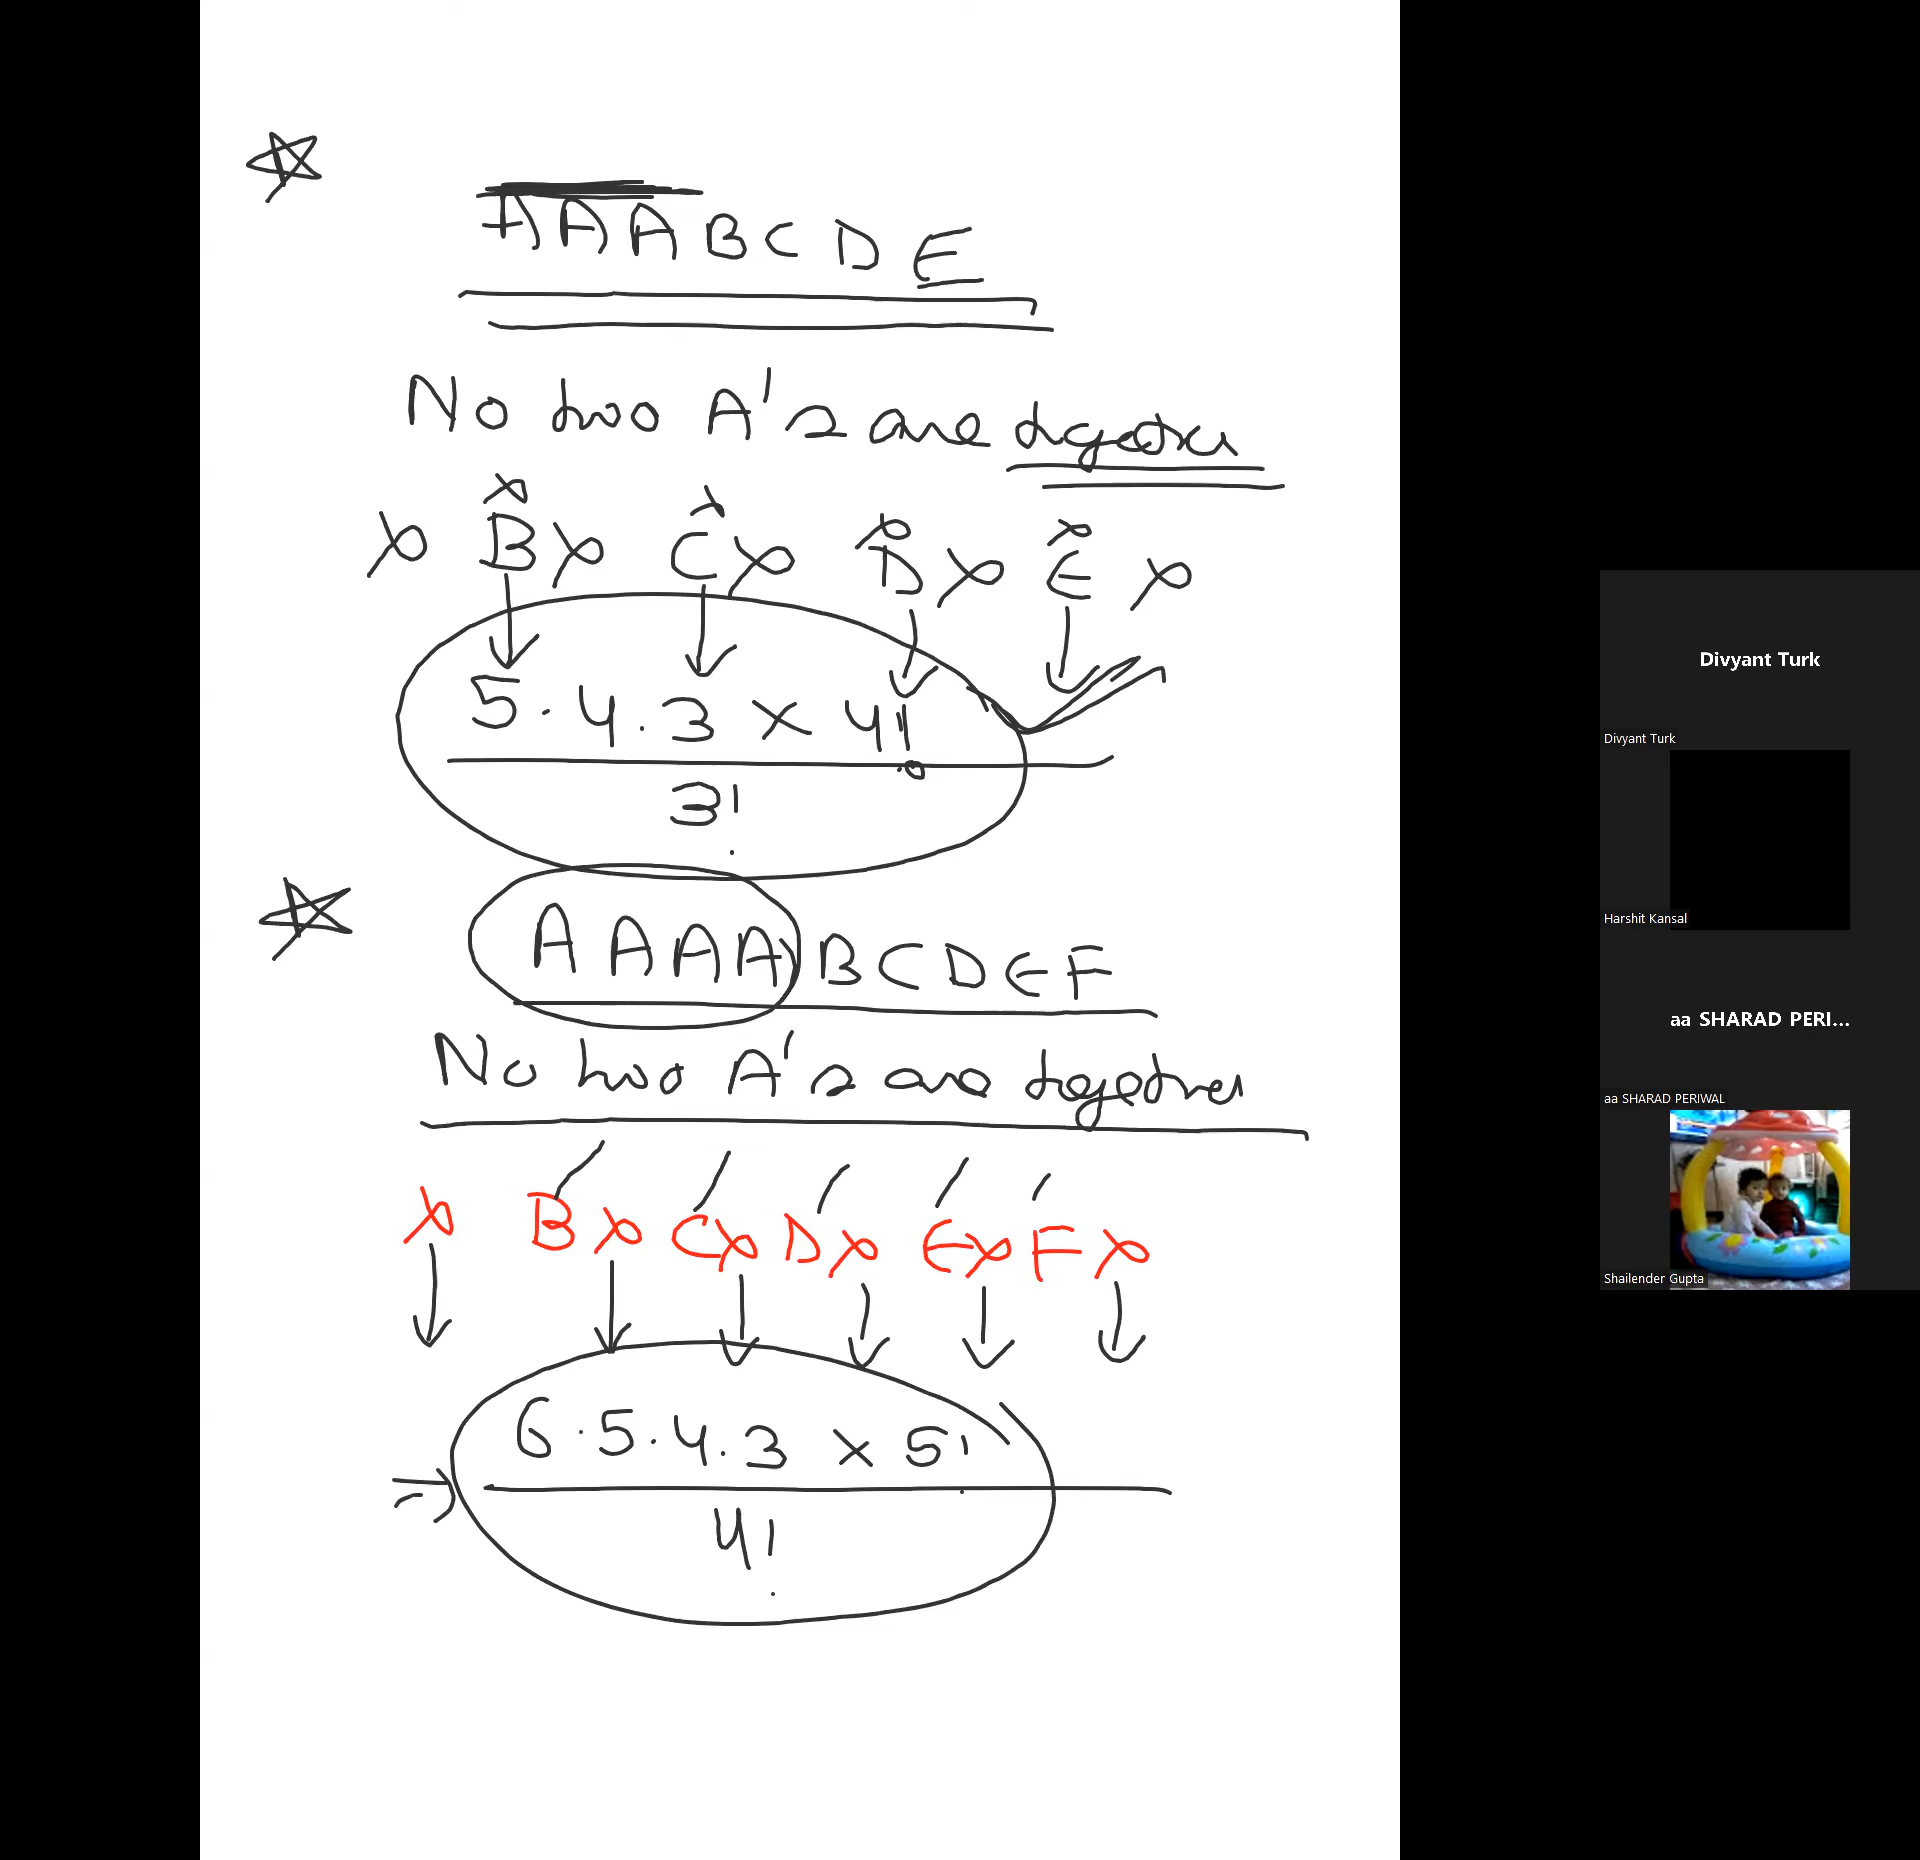 AAABCDE
No two A's are together
x B x C x D x E x
5.4.3 x 4!
3!
AAAABCDEF
No two A's are together
x B x C x D x E x F x
6.5.4.3 x 5!
4!
Divyant Turk
Divyant Turk
Harshit Kansal
aa SHARAD PERI...
aa SHARAD PERIWAL
Shailender Gupta